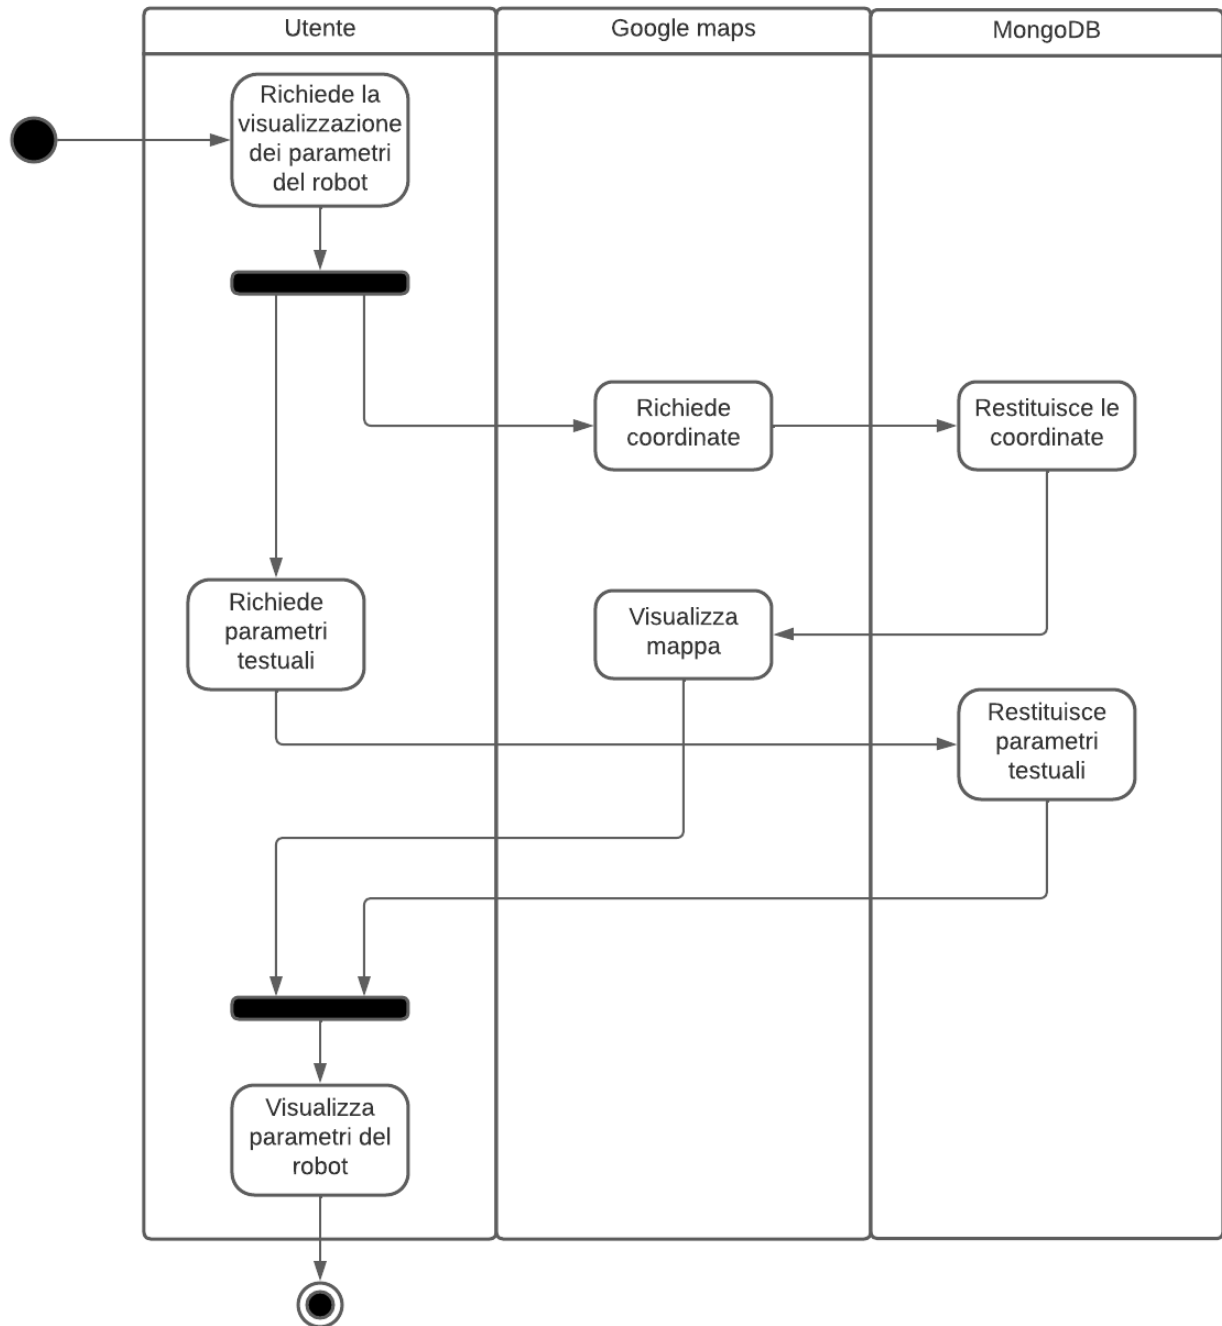 Utente
Google maps
MongoDB
Richiede la
visualizzazione
dei parametri
del robot
Richiede
coordinate
Restituisce le
coordinate
Richiede
parametri
testuali
Visualizza
mappa
Restituisce
parametri
testuali
Visualizza
parametri del
robot